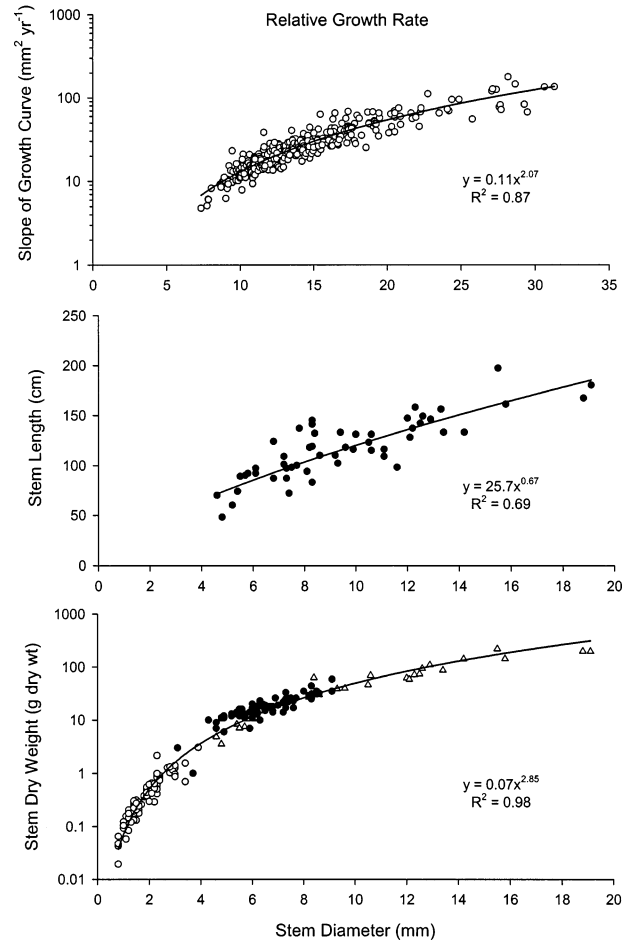 Relative Growth Rate
Slope of Growth Curve (mm² yr⁻¹)
1000
100
10
1
y = 0.11x^2.07
R² = 0.87
0 5 10 15 20 25 30 35
Stem Length (cm)
250
200
150
100
50
0
y = 25.7x^0.67
R² = 0.69
0 2 4 6 8 10 12 14 16 18 20
Stem Dry Weight (g dry wt)
1000
100
10
1
0.1
0.01
y = 0.07x^2.85
R² = 0.98
0 2 4 6 8 10 12 14 16 18 20
Stem Diameter (mm)